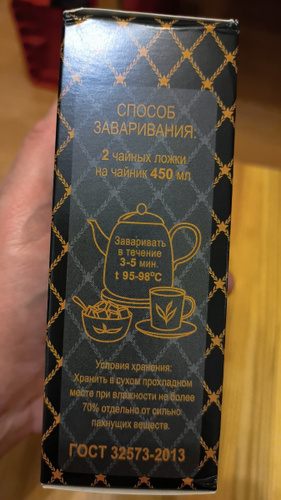 СПОСОБ
ЗАВАРИВАНИЯ:
2 чайных ложки
на чайник 450 мл
Заваривать
в течение
3-5 мин.
t 95-98°C
Условия хранения:
Хранить в сухом прохладном
месте при влажности не более
70% отдельно от сильно
пахнущих веществ.
ГОСТ 32573-2013